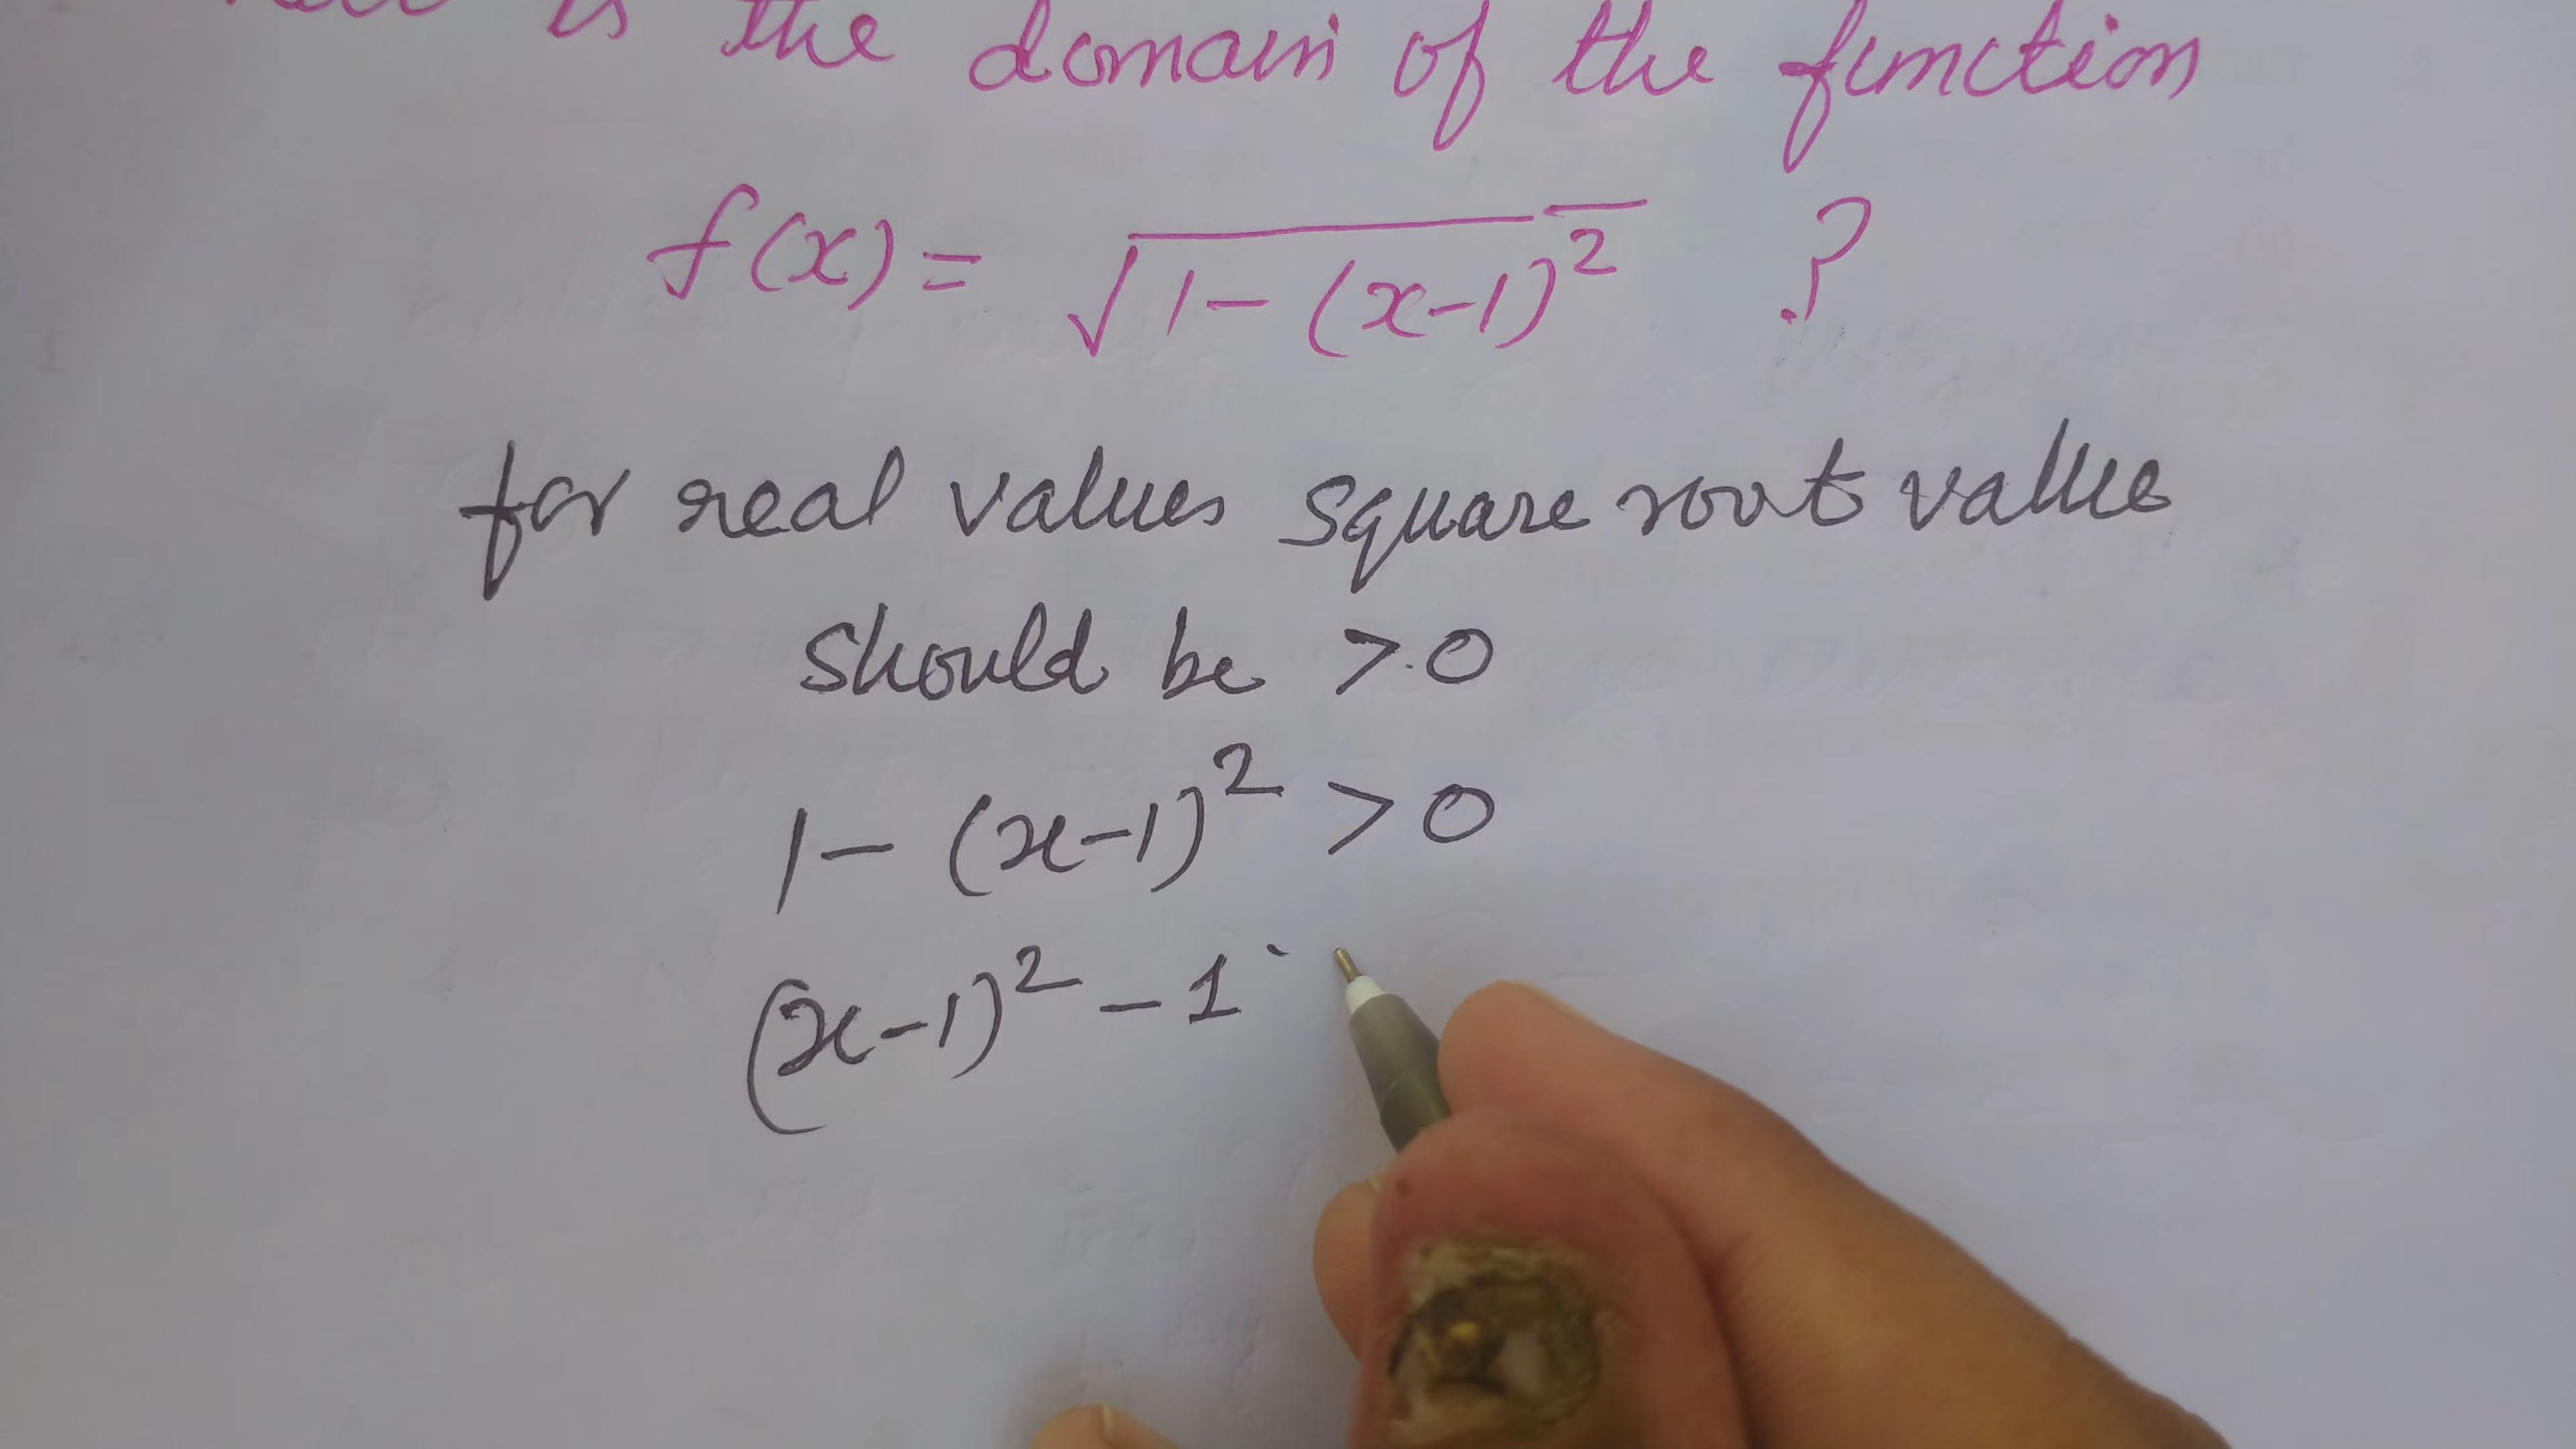 is the domain of the function
f(x) = √1-(x-1)² ?
for real values square root value
should be >0
1-(x-1)² >0
(x-1)² -1